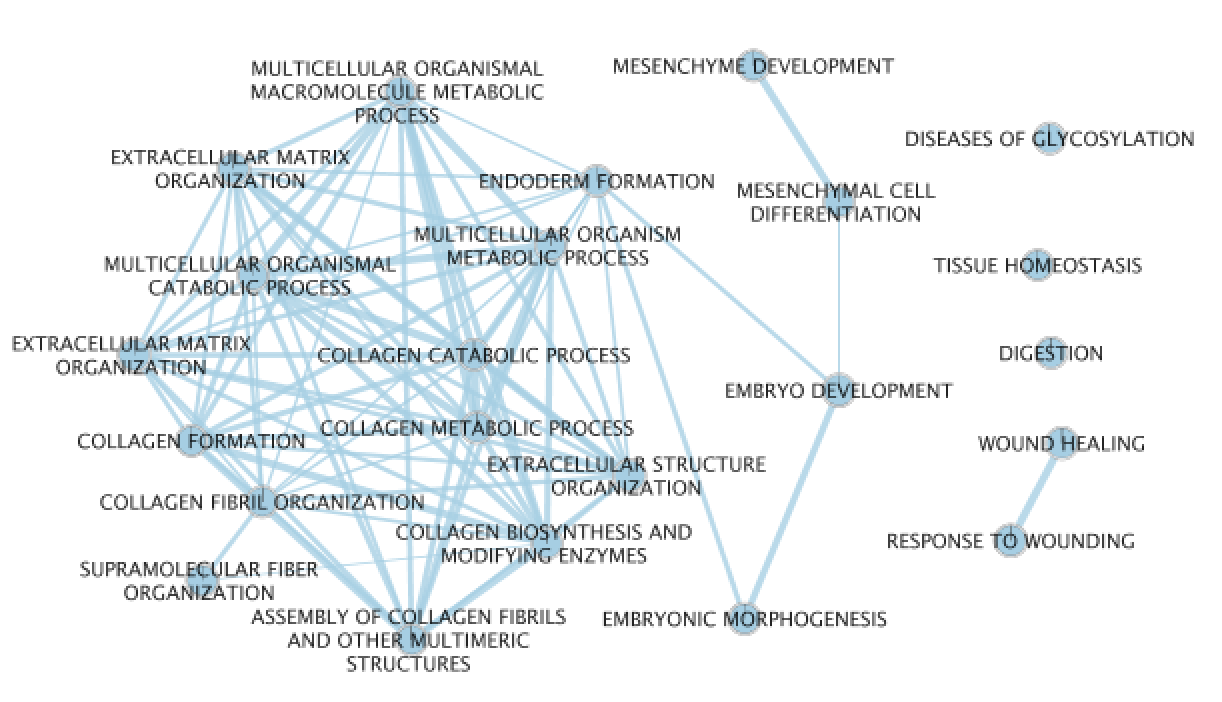 MULTICELLULAR ORGANISMAL
MACROMOLECULE METABOLIC
PROCESS
MESENCHYME DEVELOPMENT
DISEASES OF GLYCOSYLATION
EXTRACELLULAR MATRIX
ORGANIZATION
ENDODERM FORMATION
MESENCHYMAL CELL
DIFFERENTIATION
MULTICELLULAR ORGANISM
METABOLIC PROCESS
MULTICELLULAR ORGANISMAL
CATABOLIC PROCESS
TISSUE HOMEOSTASIS
EXTRACELLULAR MATRIX
ORGANIZATION
COLLAGEN CATABOLIC PROCESS
DIGESTION
EMBRYO DEVELOPMENT
COLLAGEN FORMATION
COLLAGEN METABOLIC PROCESS
WOUND HEALING
EXTRACELLULAR STRUCTURE
ORGANIZATION
COLLAGEN FIBRIL ORGANIZATION
COLLAGEN BIOSYNTHESIS AND
MODIFYING ENZYMES
RESPONSE TO WOUNDING
SUPRAMOLECULAR FIBER
ORGANIZATION
ASSEMBLY OF COLLAGEN FIBRILS
AND OTHER MULTIMERIC
STRUCTURES
EMBRYONIC MORPHOGENESIS